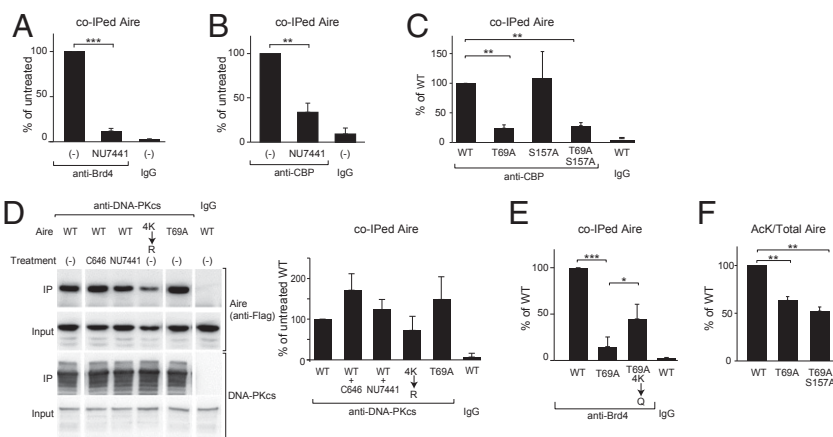 A
co-IPed Aire
% of untreated
100
50
0
***
(-) NU7441 (-)
anti-Brd4 IgG
B
co-IPed Aire
% of untreated
100
50
0
**
(-) NU7441 (-)
anti-CBP IgG
C
co-IPed Aire
% of WT
150
100
50
0
**
**
WT T69A S157A T69A S157A WT
anti-CBP IgG
D
anti-DNA-PKcs IgG
Aire WT WT WT 4K R T69A WT
Treatment (-) C646 NU7441 (-) (-) (-)
IP
Input
Aire (anti-Flag)
IP
Input
DNA-PKcs
co-IPed Aire
% of untreated WT
200
150
100
50
0
WT WT + C646 WT + NU7441 4K R T69A WT
anti-DNA-PKcs IgG
E
co-IPed Aire
% of WT
100
50
0
***
*
WT T69A T69A 4K Q WT
anti-Brd4 IgG
F
AcK/Total Aire
% of WT
100
50
0
**
**
WT T69A T69A S157A